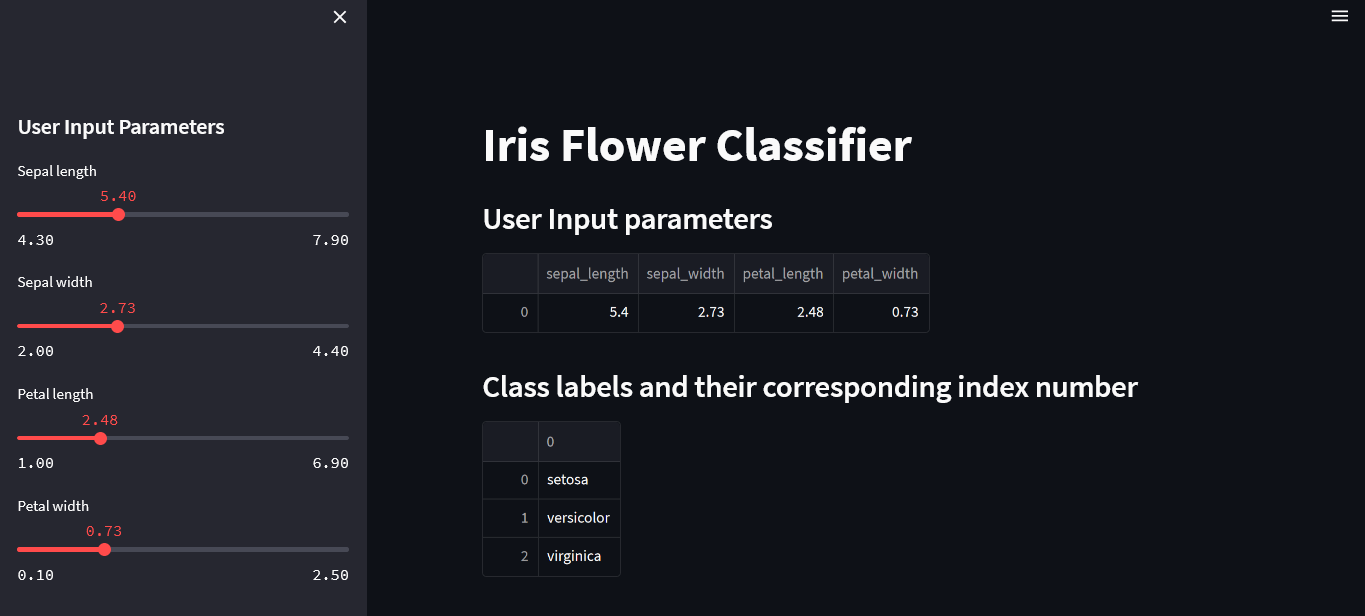 User Input Parameters
Sepal length
5.40
4.30 7.90
Sepal width
2.73
2.00 4.40
Petal length
2.48
1.00 6.90
Petal width
0.73
0.10 2.50
Iris Flower Classifier
User Input parameters
sepal_length sepal_width petal_length petal_width
0 5.4 2.73 2.48 0.73
Class labels and their corresponding index number
0
0 setosa
1 versicolor
2 virginica